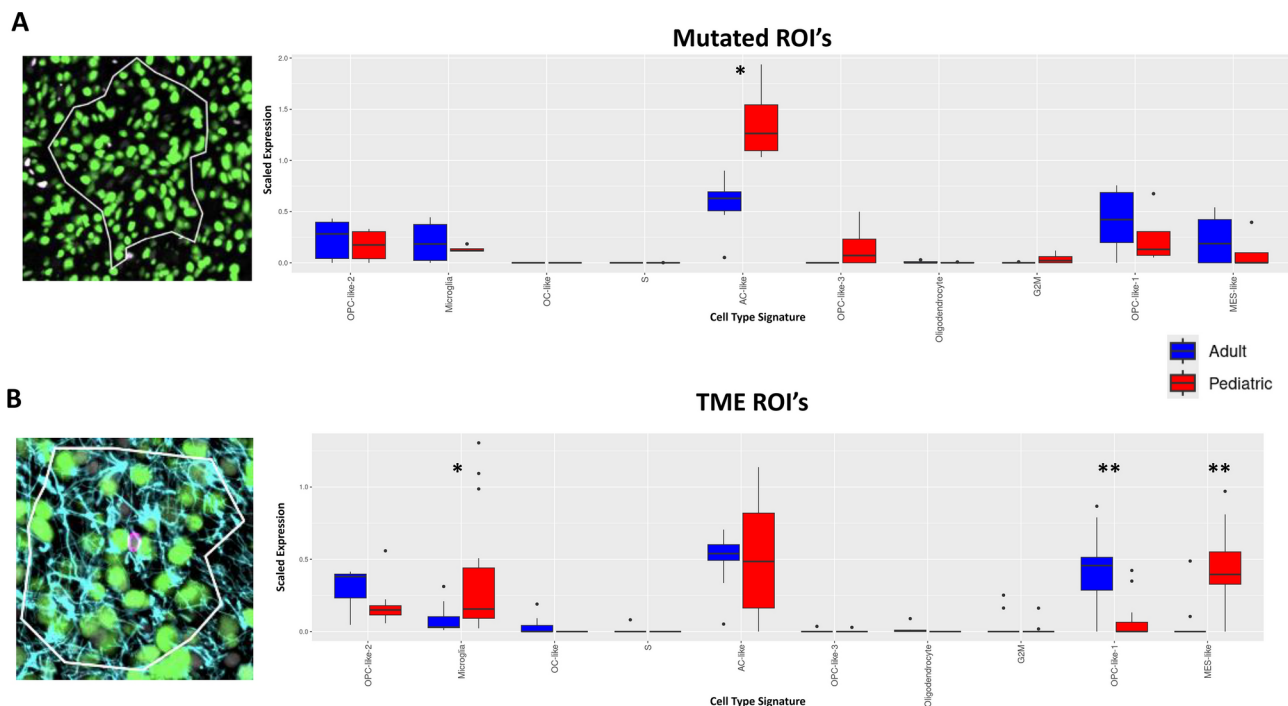 A
Mutated ROI's
Scaled Expression
2.0
1.5
1.0
0.5
0.0
*
OPC-like-2
Microglia
OC-like
S
AC-like
OPC-like-3
Oligodendrocyte
G2M
OPC-like-1
MES-like
Cell Type Signature
Adult
Pediatric
B
TME ROI's
Scaled Expression
1.0
0.5
0.0
*
**
**
OPC-like-2
Microglia
OC-like
S
AC-like
OPC-like-3
Oligodendrocyte
G2M
OPC-like-1
MES-like
Cell Type Signature